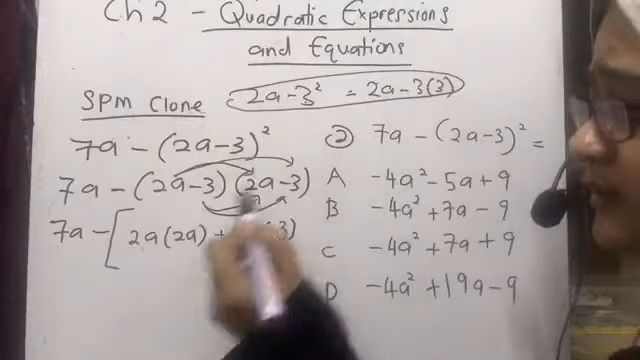 Ch 2 - Quadratic Expressions
and Equations
SPM Clone
2a-3² = 2a-3(3)
7a - (2a-3)²
7a - (2a-3)(2a-3)
7a - [2a(2a) +
3)
② 7a - (2a-3)² =
A -4a² - 5a + 9
B -4a² + 7a - 9
C -4a² + 7a + 9
D -4a² + 19a - 9